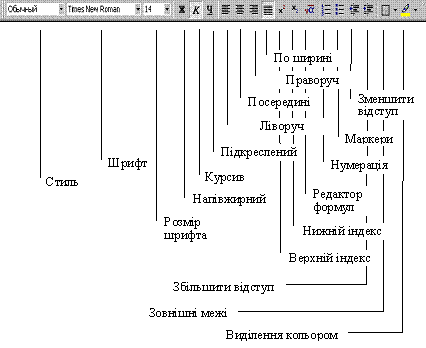 Обычный Times New Roman 14 Ж К Ч
По ширині
Праворуч
Посередині
Зменшити
відступ
Ліворуч
Маркери
Підкреслений
Шрифт
Нумерація
Стиль
Курсив
Напівжирний
Редактор
формул
Розмір
шрифта
Нижній індекс
Верхній індекс
Збільшити відступ
Зовнішні межі
Виділення кольором